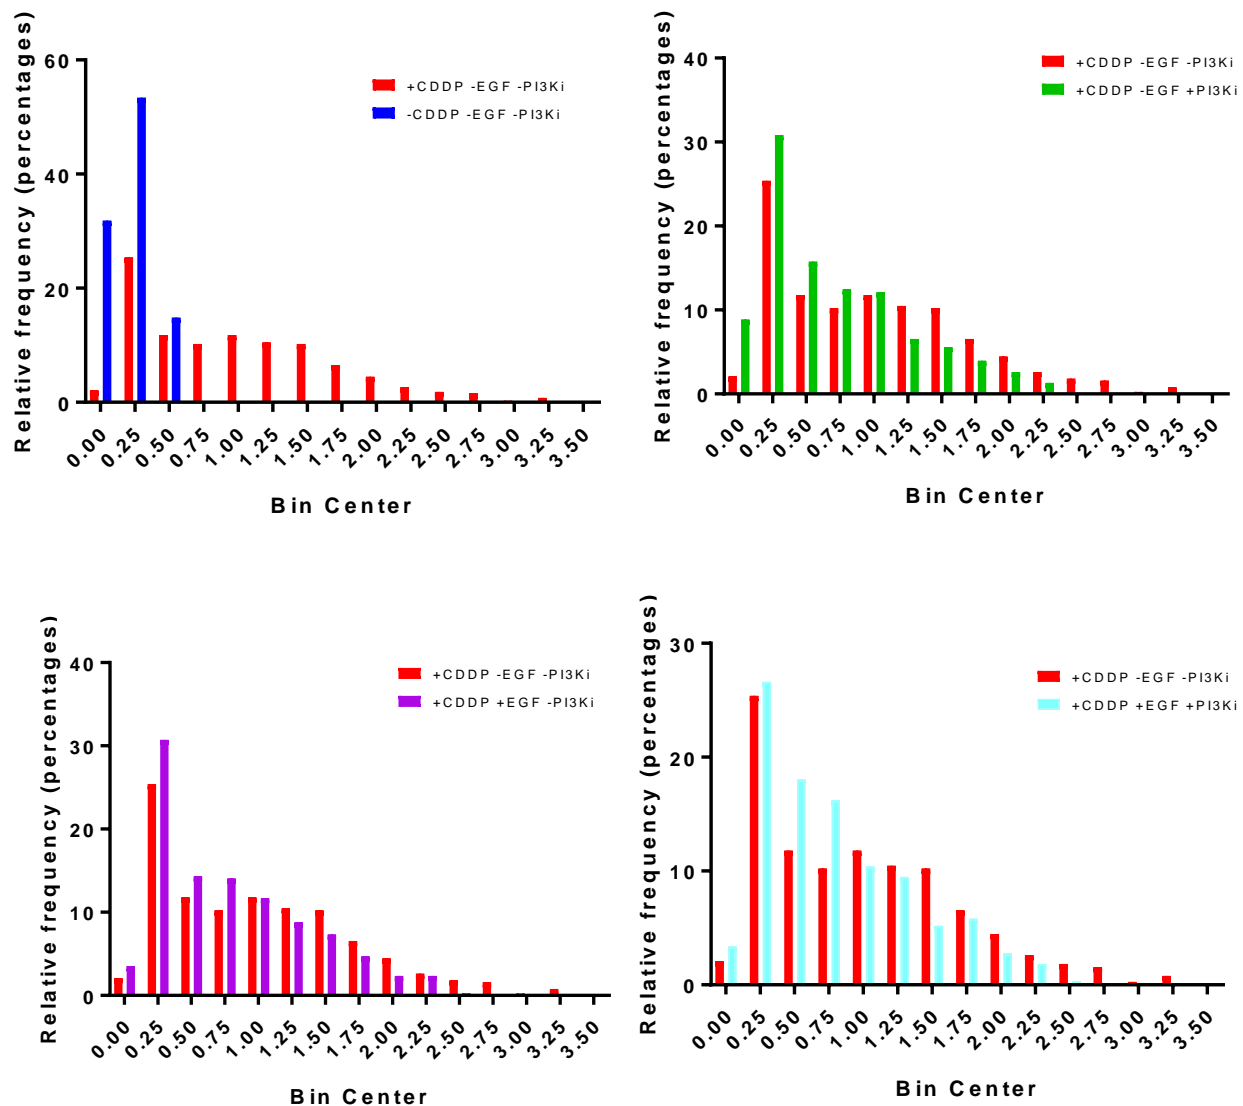 Relative frequency (percentages)
60
40
20
0
+CDDP -EGF -PI3Ki
-CDDP -EGF -PI3Ki
0.00 0.25 0.50 0.75 1.00 1.25 1.50 1.75 2.00 2.25 2.50 2.75 3.00 3.25 3.50
Bin Center
Relative frequency (percentages)
40
30
20
10
0
+CDDP -EGF -PI3Ki
+CDDP -EGF +PI3Ki
0.00 0.25 0.50 0.75 1.00 1.25 1.50 1.75 2.00 2.25 2.50 2.75 3.00 3.25 3.50
Bin Center
Relative frequency (percentages)
40
30
20
10
0
+CDDP -EGF -PI3Ki
+CDDP +EGF -PI3Ki
0.00 0.25 0.50 0.75 1.00 1.25 1.50 1.75 2.00 2.25 2.50 2.75 3.00 3.25 3.50
Bin Center
Relative frequency (percentages)
30
20
10
0
+CDDP -EGF -PI3Ki
+CDDP +EGF +PI3Ki
0.00 0.25 0.50 0.75 1.00 1.25 1.50 1.75 2.00 2.25 2.50 2.75 3.00 3.25 3.50
Bin Center